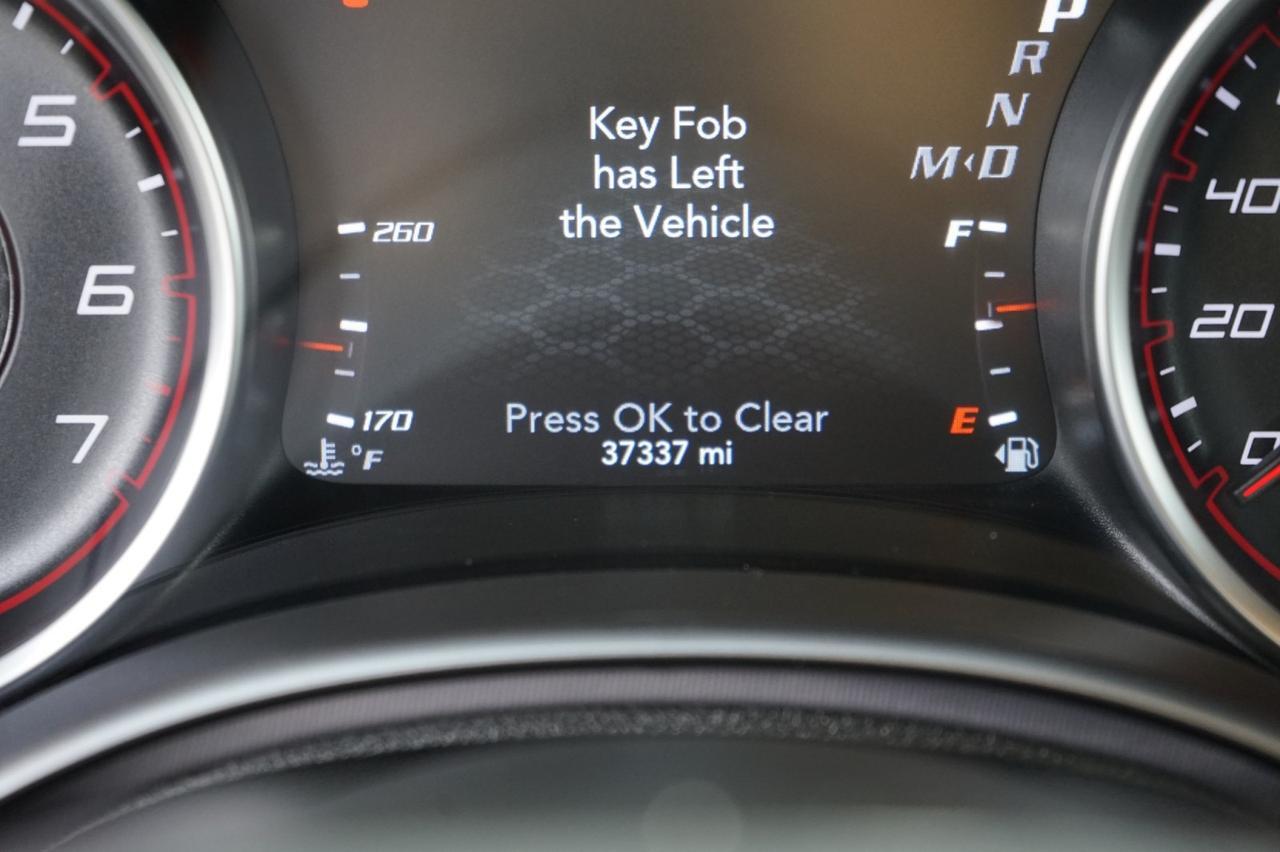 P
R
N
M◂D
5
6
7
Key Fob
has Left
the Vehicle
260
170
°F
F
E
Press OK to Clear
37337 mi
40
20
0